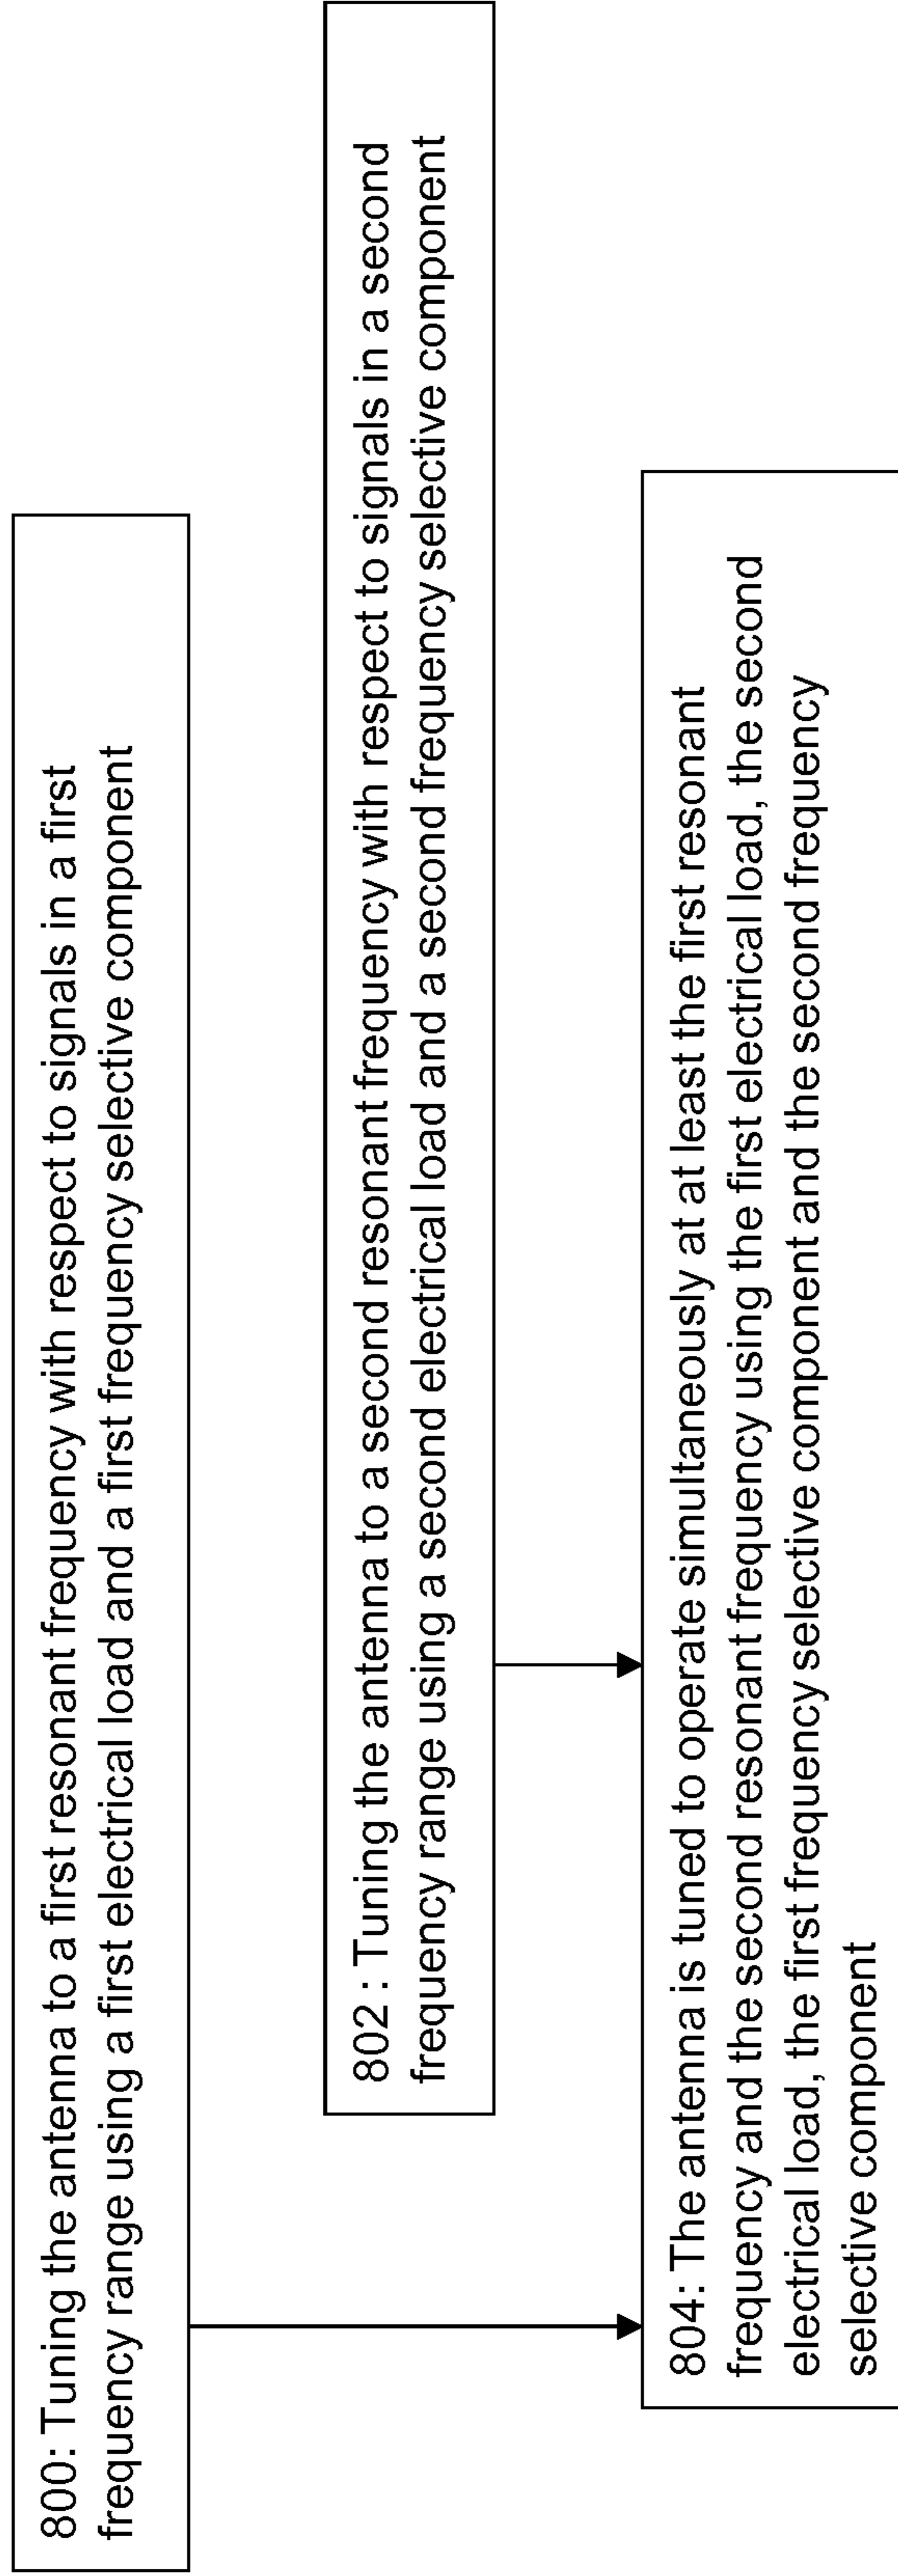 800: Tuning the antenna to a first resonant frequency with respect to signals in a first
frequency range using a first electrical load and a first frequency selective component
802 : Tuning the antenna to a second resonant frequency with respect to signals in a second
frequency range using a second electrical load and a second frequency selective component
804: The antenna is tuned to operate simultaneously at at least the first resonant
frequency and the second resonant frequency using the first electrical load, the second
electrical load, the first frequency selective component and the second frequency
selective component